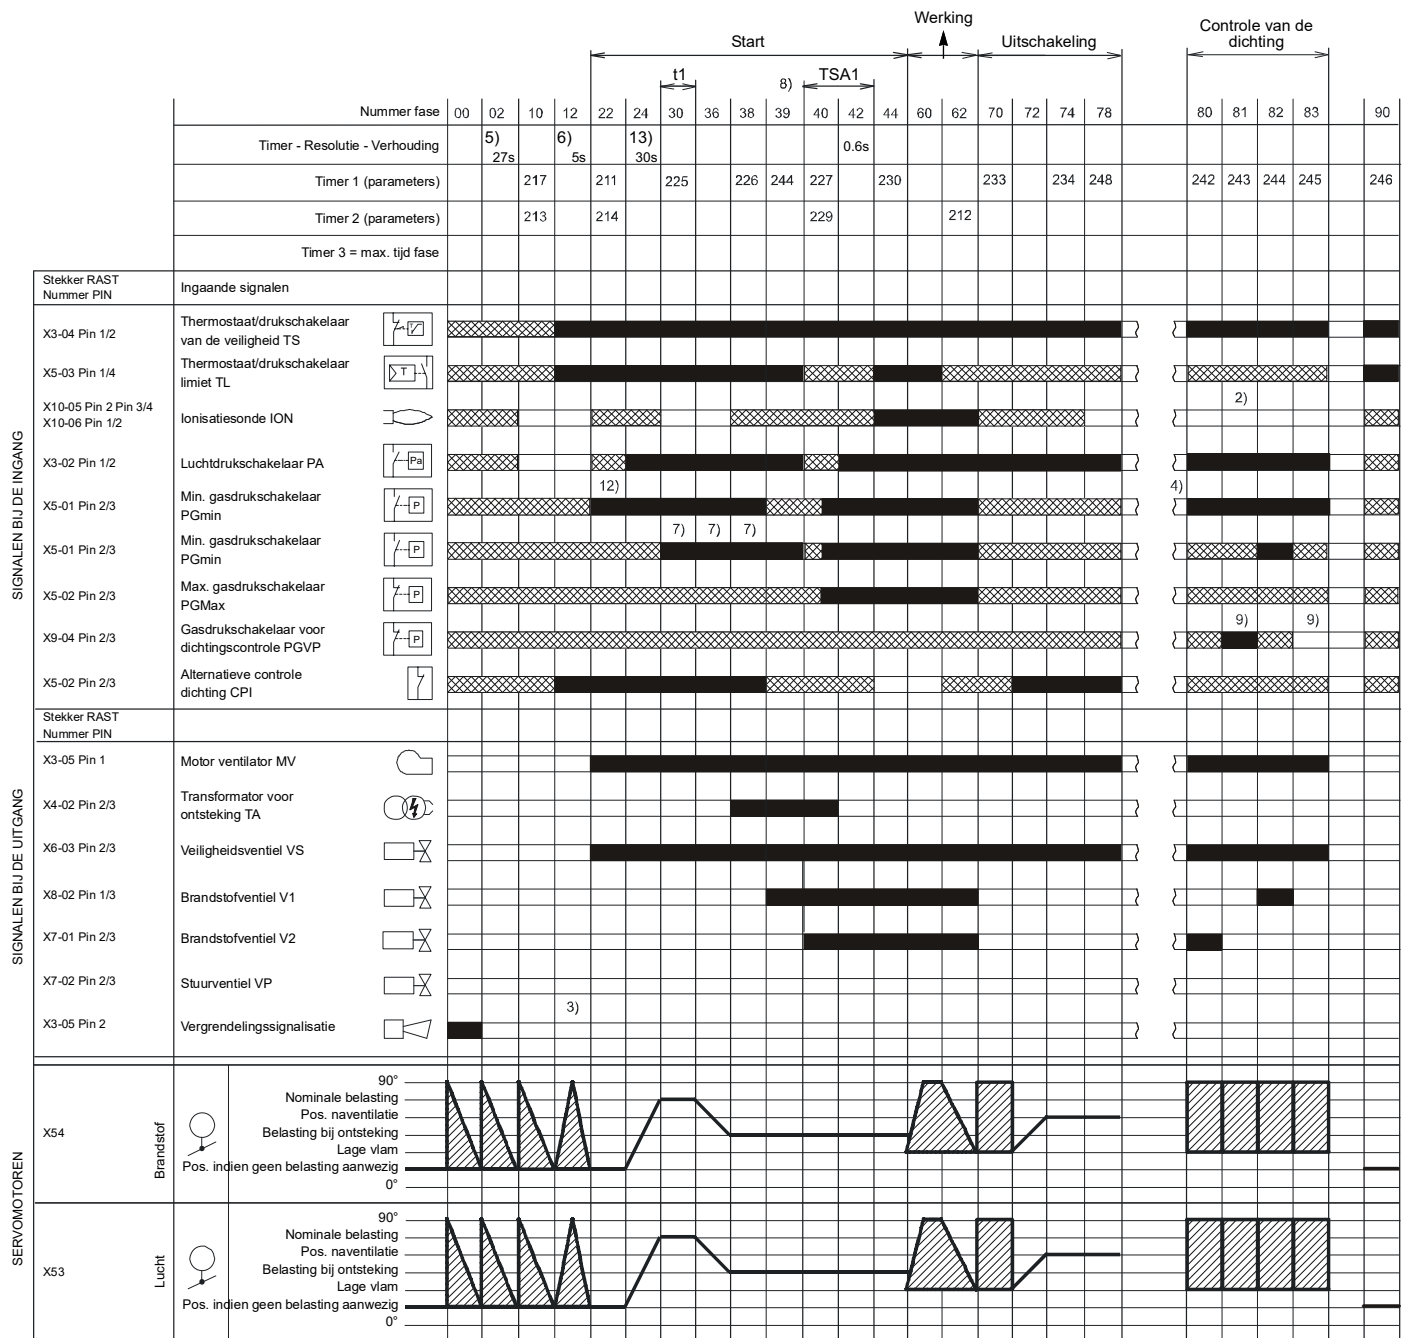 Werking
Start
Uitschakeling
Controle van de
dichting
t1
8)
TSA1
Nummer fase 00 02 10 12 22 24 30 36 38 39 40 42 44 60 62 70 72 74 78 80 81 82 83 90
5) 6) 13)
Timer - Resolutie - Verhouding 0.6s
27s 5s 30s
Timer 1 (parameters) 217 211 225 226 244 227 230 233 234 248 242 243 244 245 246
Timer 2 (parameters) 213 214 229 212
Timer 3 = max. tijd fase
Stekker RAST
Nummer PIN
Ingaande signalen
SIGNALEN BIJ DE INGANG
X3-04 Pin 1/2
Thermostaat/drukschakelaar
van de veiligheid TS
X5-03 Pin 1/4
Thermostaat/drukschakelaar
limiet TL
T
2)
X10-05 Pin 2 Pin 3/4
X10-06 Pin 1/2
Ionisatiesonde ION
X3-02 Pin 1/2
Luchtdrukschakelaar PA
Pa
12)
4)
X5-01 Pin 2/3
Min. gasdrukschakelaar
PGmin
P
7) 7) 7)
X5-01 Pin 2/3
Min. gasdrukschakelaar
PGmin
P
X5-02 Pin 2/3
Max. gasdrukschakelaar
PGMax
P
9) 9)
X9-04 Pin 2/3
Gasdrukschakelaar voor
dichtingscontrole PGVP
P
X5-02 Pin 2/3
Alternatieve controle
dichting CPI
Stekker RAST
Nummer PIN
SIGNALEN BIJ DE UITGANG
X3-05 Pin 1
Motor ventilator MV
X4-02 Pin 2/3
Transformator voor
ontsteking TA
X6-03 Pin 2/3
Veiligheidsventiel VS
X8-02 Pin 1/3
Brandstofventiel V1
X7-01 Pin 2/3
Brandstofventiel V2
X7-02 Pin 2/3
Stuurventiel VP
3)
X3-05 Pin 2
Vergrendelingssignalisatie
SERVOMOTOREN
X54
Brandstof
90°
Nominale belasting
Pos. naventilatie
Belasting bij ontsteking
Lage vlam
Pos. indien geen belasting aanwezig
0°
X53
Lucht
90°
Nominale belasting
Pos. naventilatie
Belasting bij ontsteking
Lage vlam
Pos. indien geen belasting aanwezig
0°